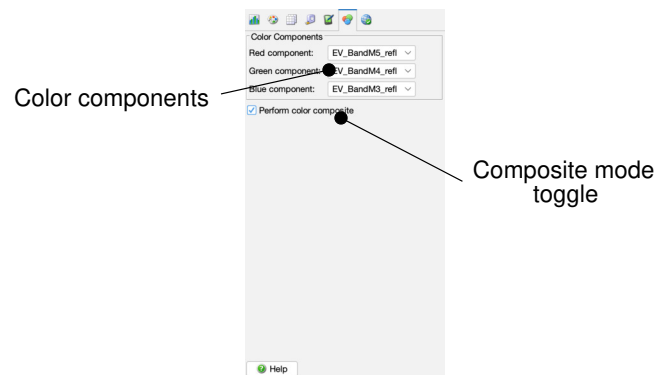 Color Components
Red component: EV_BandM5_refl
Green component: EV_BandM4_refl
Blue component: EV_BandM3_refl
Color components
Perform color composite
Composite mode
toggle
Help